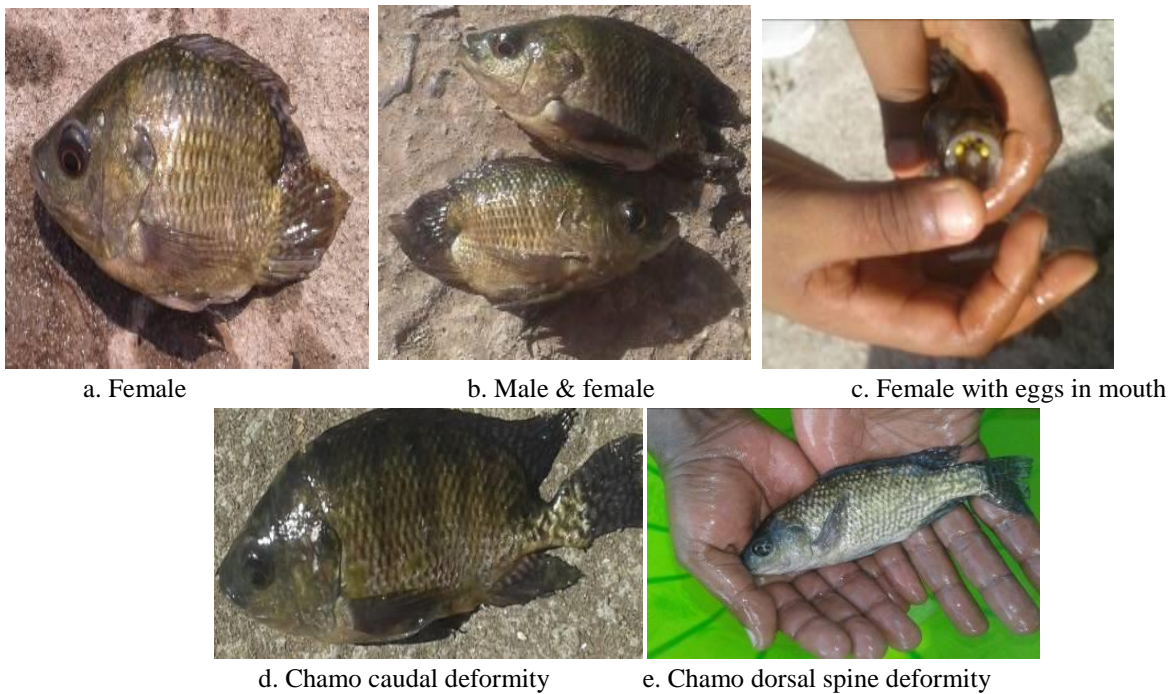 a. Female
b. Male & female
c. Female with eggs in mouth
d. Chamo caudal deformity
e. Chamo dorsal spine deformity